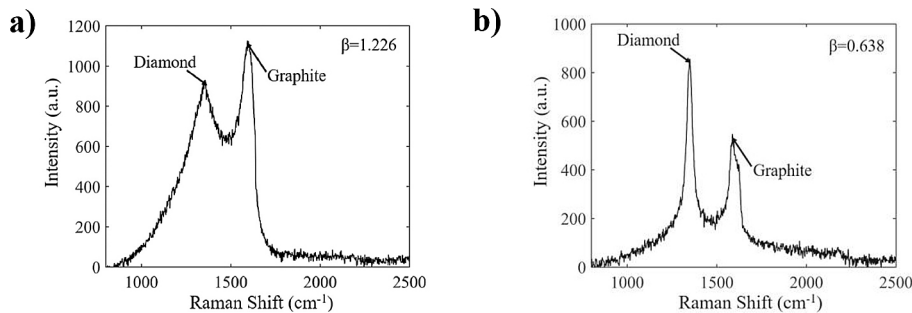 a)
1200
1000
800
600
400
200
0
Intensity (a.u.)
β=1.226
Diamond
Graphite
1000 1500 2000 2500
Raman Shift (cm-1)
b)
1000
800
600
400
200
0
Intensity (a.u.)
β=0.638
Diamond
Graphite
1000 1500 2000 2500
Raman Shift (cm-1)